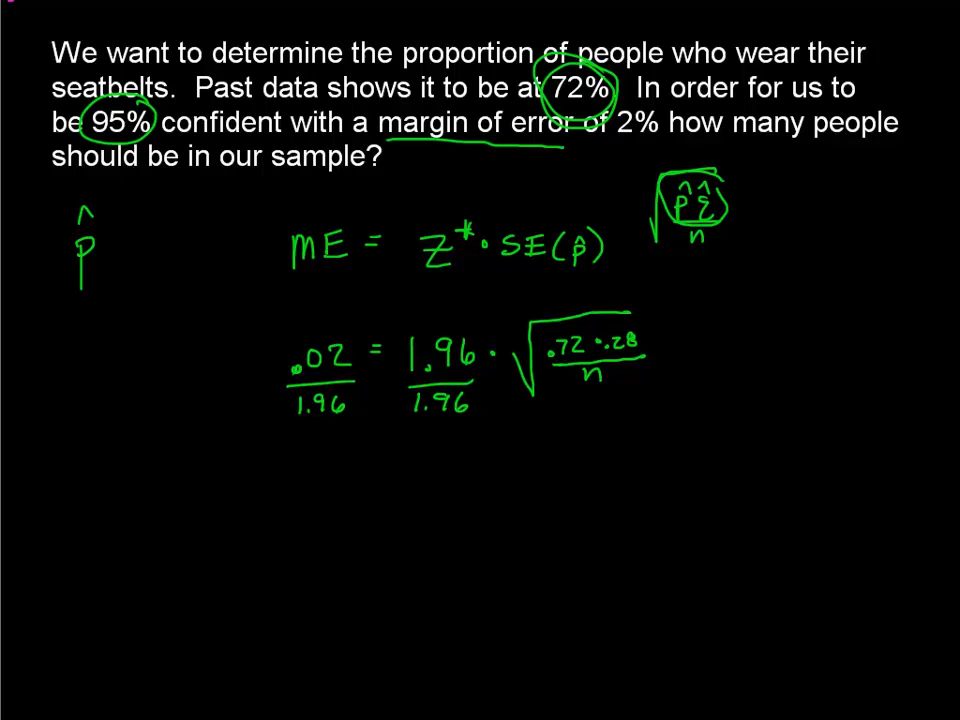 We want to determine the proportion of people who wear their
seatbelts.  Past data shows it to be at 72%  In order for us to
be 95% confident with a margin of error of 2% how many people
should be in our sample?
√(p̂q̂/n)
p̂
ME = Z* · SE(p̂)
.02/1.96 = 1.96/1.96 · √(.72 · .28/n)